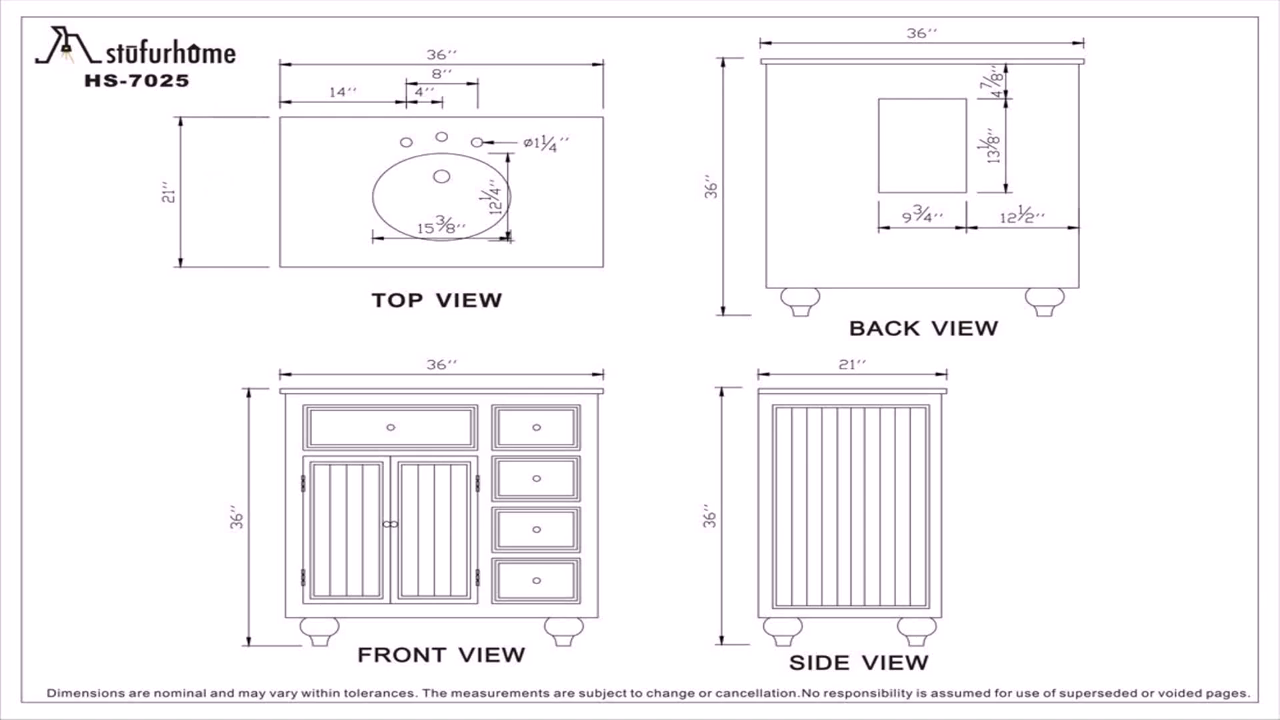 stūfurhome
HS-7025
36''
8''
14'' 4''
ø1¼''
21''
12¼''
15⅜''
TOP VIEW
36''
4⅞''
13⅛''
36''
9¾'' 12½''
BACK VIEW
36''
36''
FRONT VIEW
21''
36''
SIDE VIEW
Dimensions are nominal and may vary within tolerances. The measurements are subject to change or cancellation.No responsibility is assumed for use of superseded or voided pages.